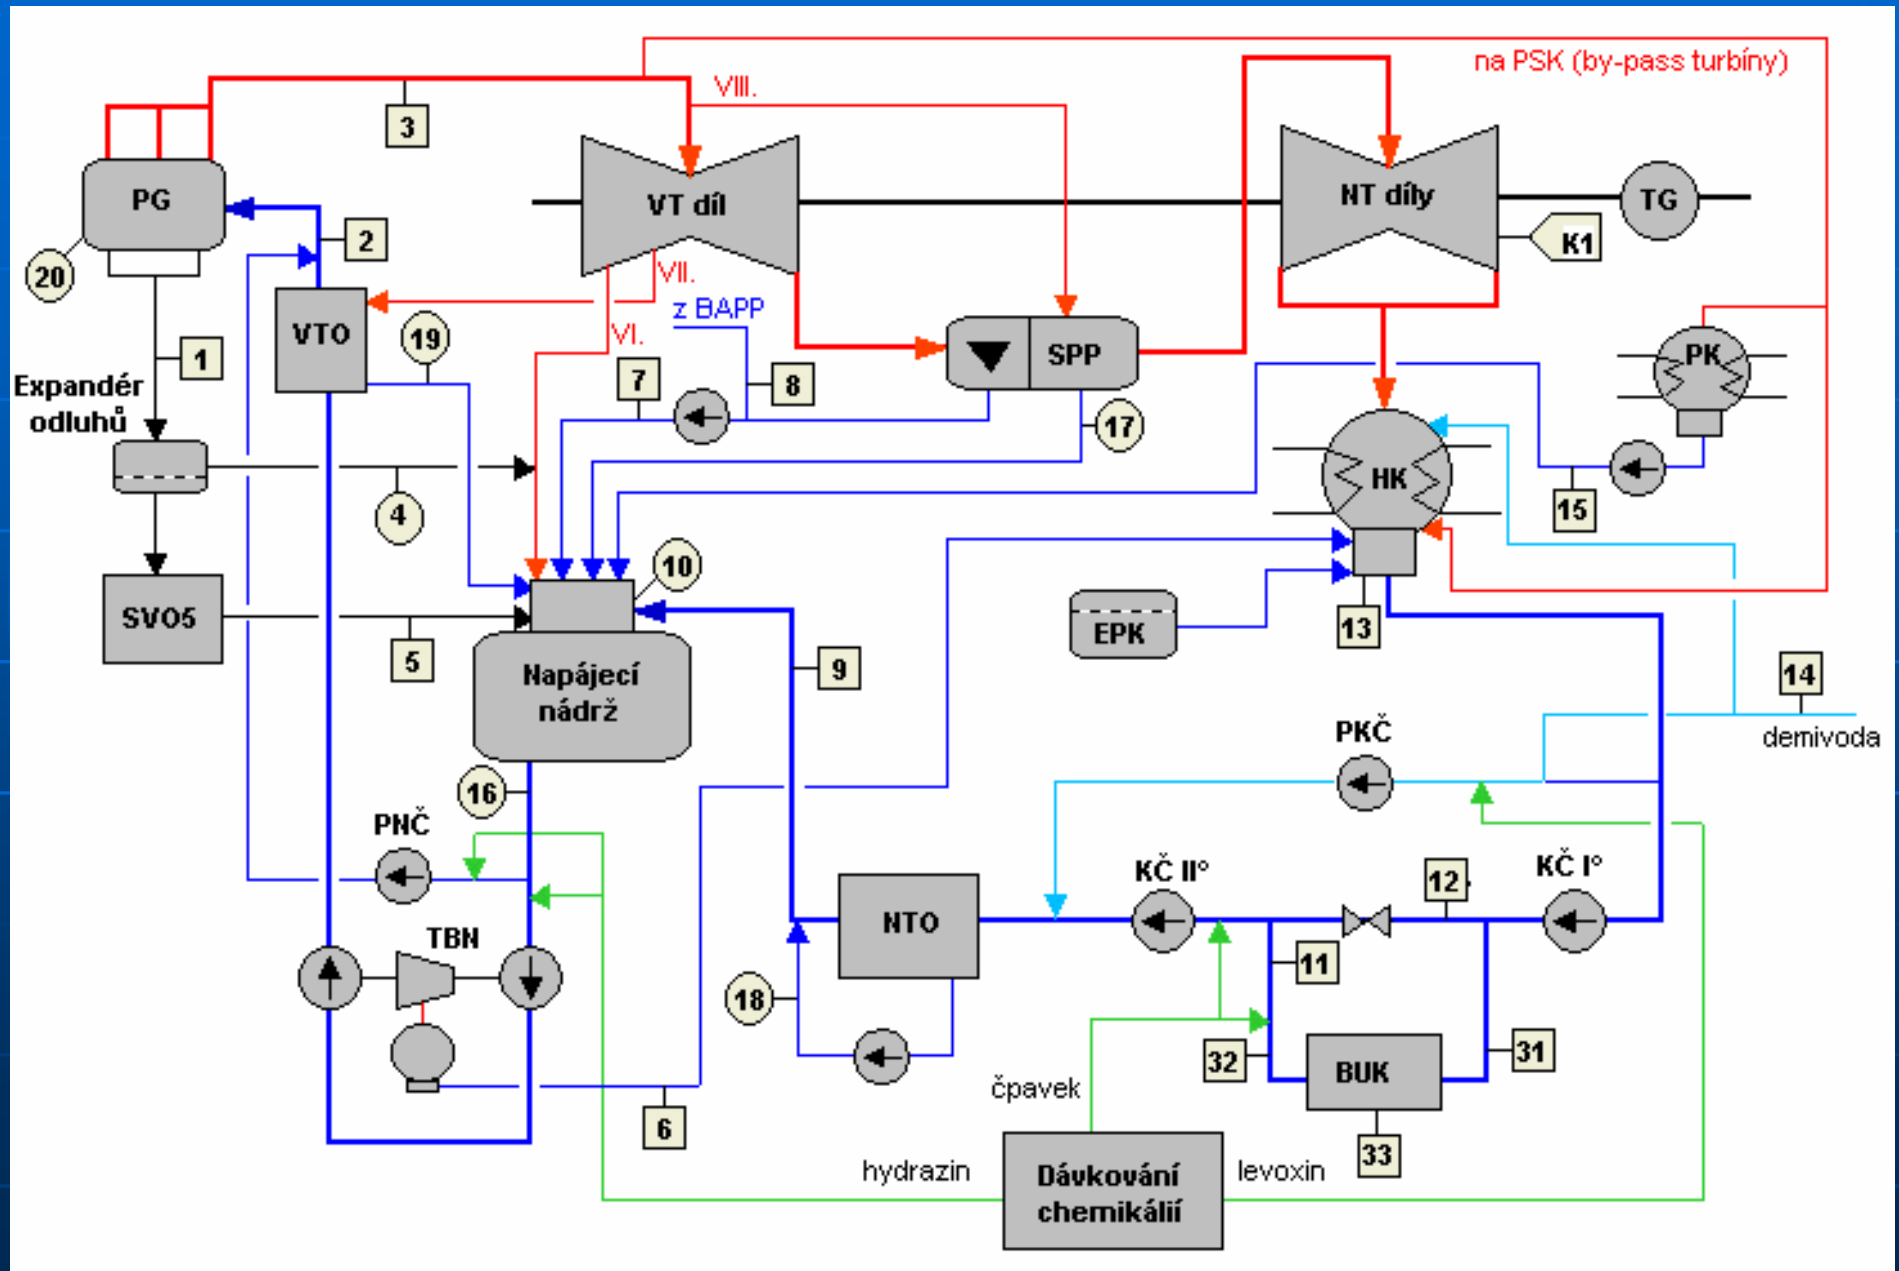 na PSK (by-pass turbíny)
VIII.
3
PG
VT díl
NT díly
TG
20
2
K1
VII.
z BAPP
VTO
19
VI.
SPP
PK
1
Expandér
odluhů
7
8
17
HK
15
4
10
SVO5
5
EPK
13
Napájecí
nádrž
9
14
demivoda
PKČ
16
PNČ
KČ II°
12
KČ I°
TBN
NTO
11
18
32
BUK
31
6
čpavek
33
hydrazin
Dávkování
chemikálií
levoxin